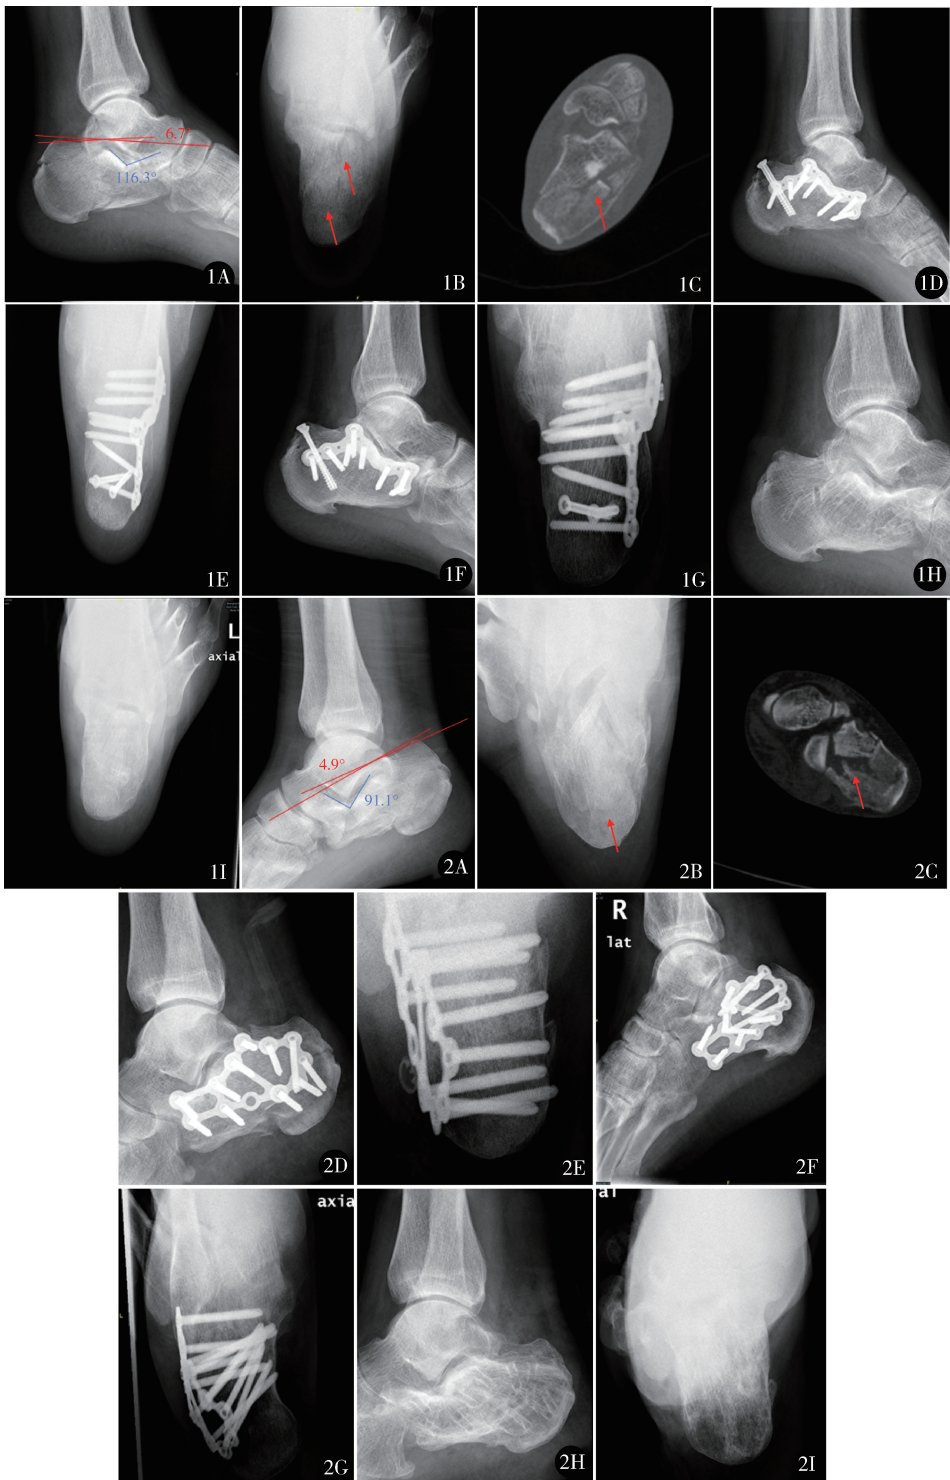 6.7°
116.3°
1A
1B
1C
1D
1E
1F
1G
1H
L
axial
1I
4.9°
91.1°
2A
2B
2C
2D
2E
R
lat
2F
axia
2G
2H
al
2I